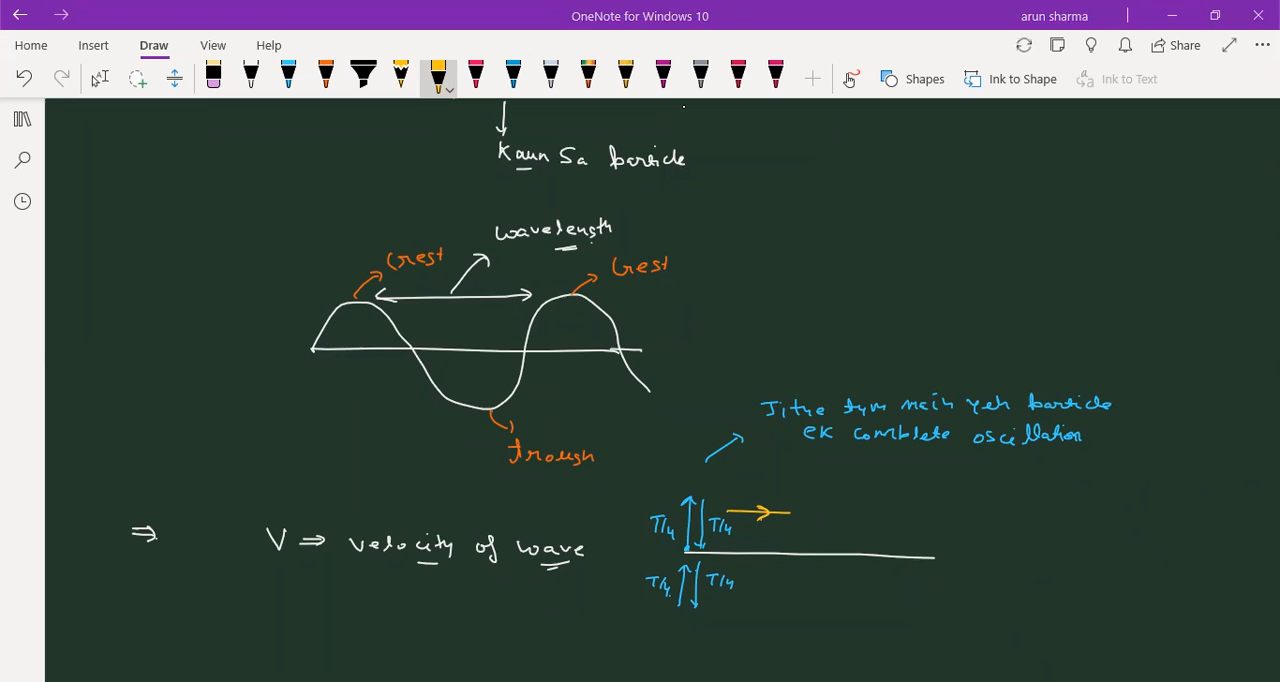 OneNote for Windows 10
arun sharma
Home Insert Draw View Help
Share
Shapes
Ink to Shape
Ink to Text
Kaun Sa particle
wavelength
Crest
Crest
trough
Jitne tym main yeh particle
ek complete oscillation
T/4 T/4
T/4 T/4
⇒ V ⇒ velocity of wave